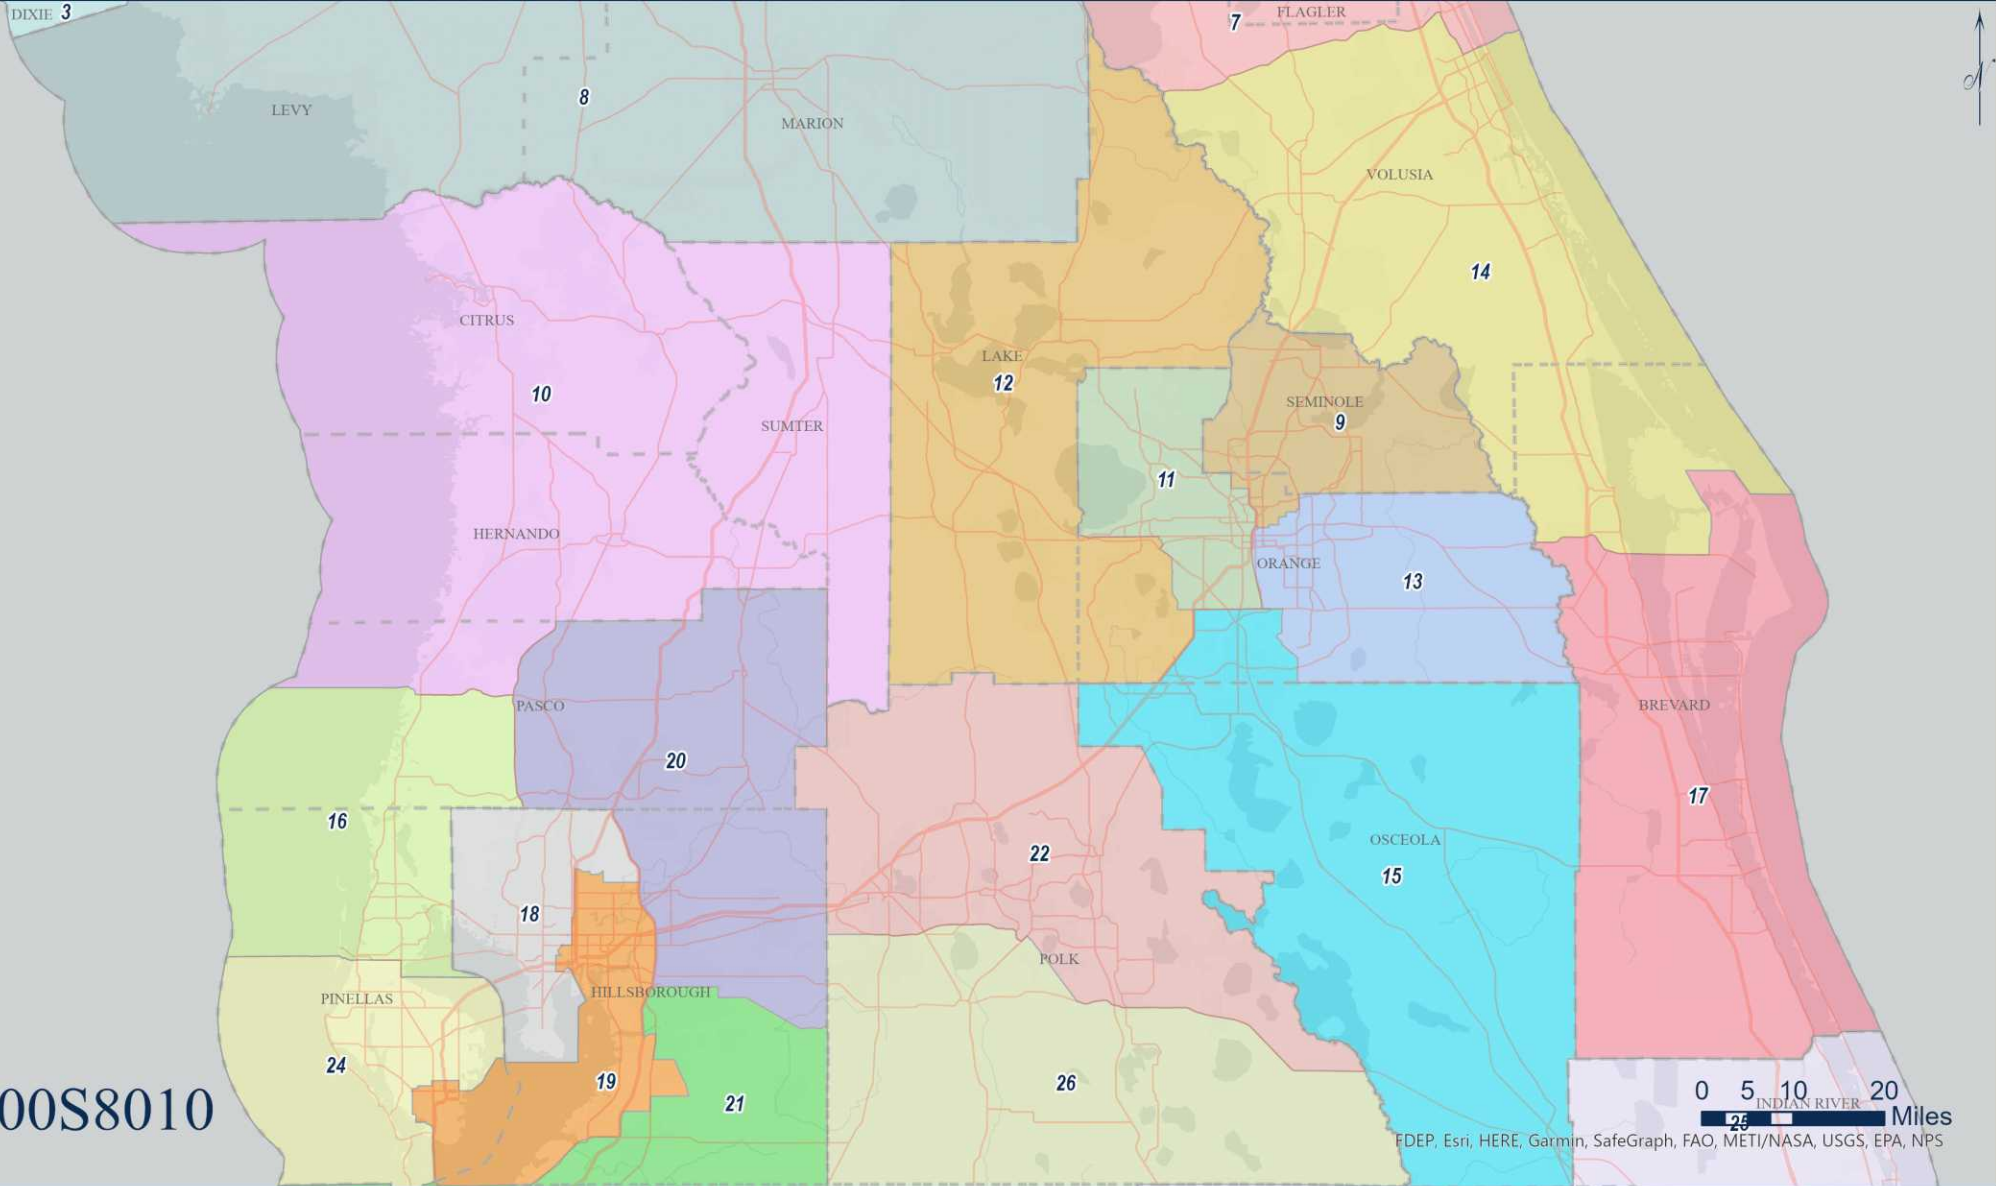 DIXIE 3
7 FLAGLER
LEVY
8
MARION
VOLUSIA
14
CITRUS
10
SUMTER
LAKE
12
SEMINOLE
9
11
HERNANDO
ORANGE
13
PASCO
20
BREVARD
17
16
22
OSCEOLA
15
18
POLK
PINELLAS
HILLSBOROUGH
24
19
21
26
00S8010
0 5 10 20
INDIAN RIVER
Miles
25
FDEP, Esri, HERE, Garmin, SafeGraph, FAO, METI/NASA, USGS, EPA, NPS